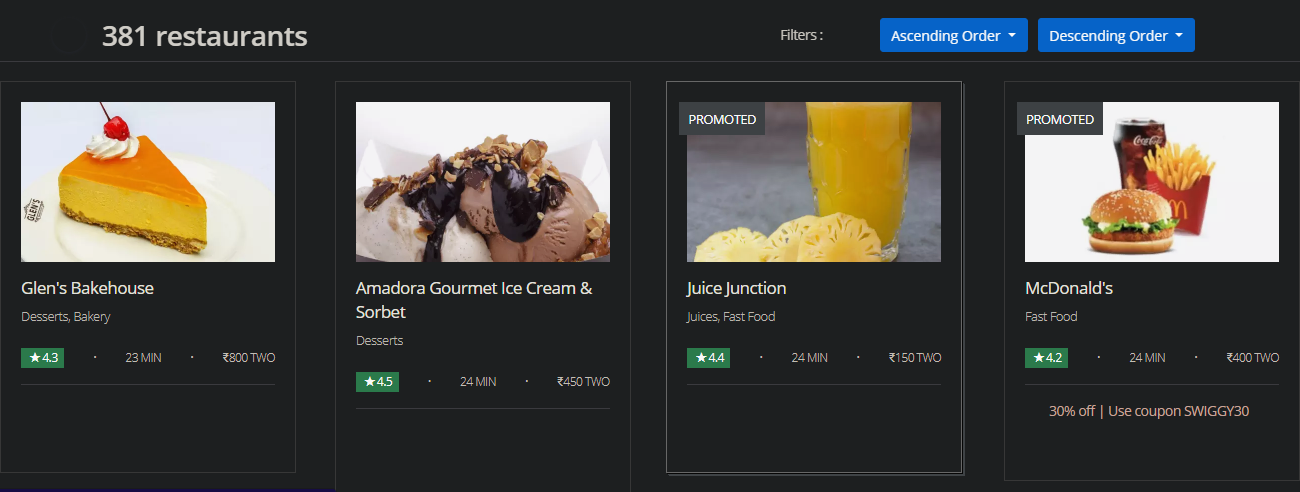 381 restaurants
Filters :
Ascending Order
Descending Order
GLEN'S
Glen's Bakehouse
Desserts, Bakery
★4.3 · 23 MIN · ₹800 TWO
Amadora Gourmet Ice Cream &
Sorbet
Desserts
★4.5 · 24 MIN · ₹450 TWO
PROMOTED
Juice Junction
Juices, Fast Food
★4.4 · 24 MIN · ₹150 TWO
PROMOTED
Coca-Cola
McDonald's
Fast Food
★4.2 · 24 MIN · ₹400 TWO
30% off | Use coupon SWIGGY30